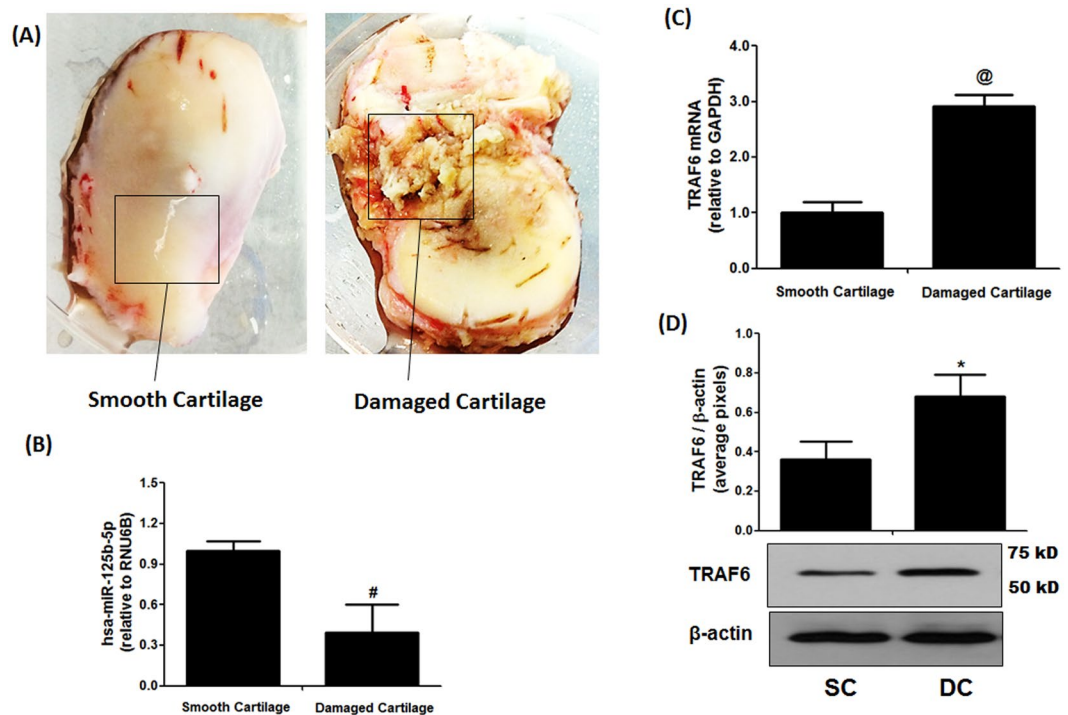 (A)
Smooth Cartilage
Damaged Cartilage
(B)
hsa-miR-125b-5p
(relative to RNU6B)
1.5
1.2
0.9
0.6
0.3
0.0
#
Smooth Cartilage
Damaged Cartilage
(C)
TRAF6 mRNA
(relative to GAPDH)
4.0
3.0
2.0
1.0
0.0
@
Smooth Cartilage
Damaged Cartilage
(D)
TRAF6 / β-actin
(average pixels)
1.0
0.8
0.6
0.4
0.2
0.0
*
TRAF6
75 kD
50 kD
β-actin
SC
DC